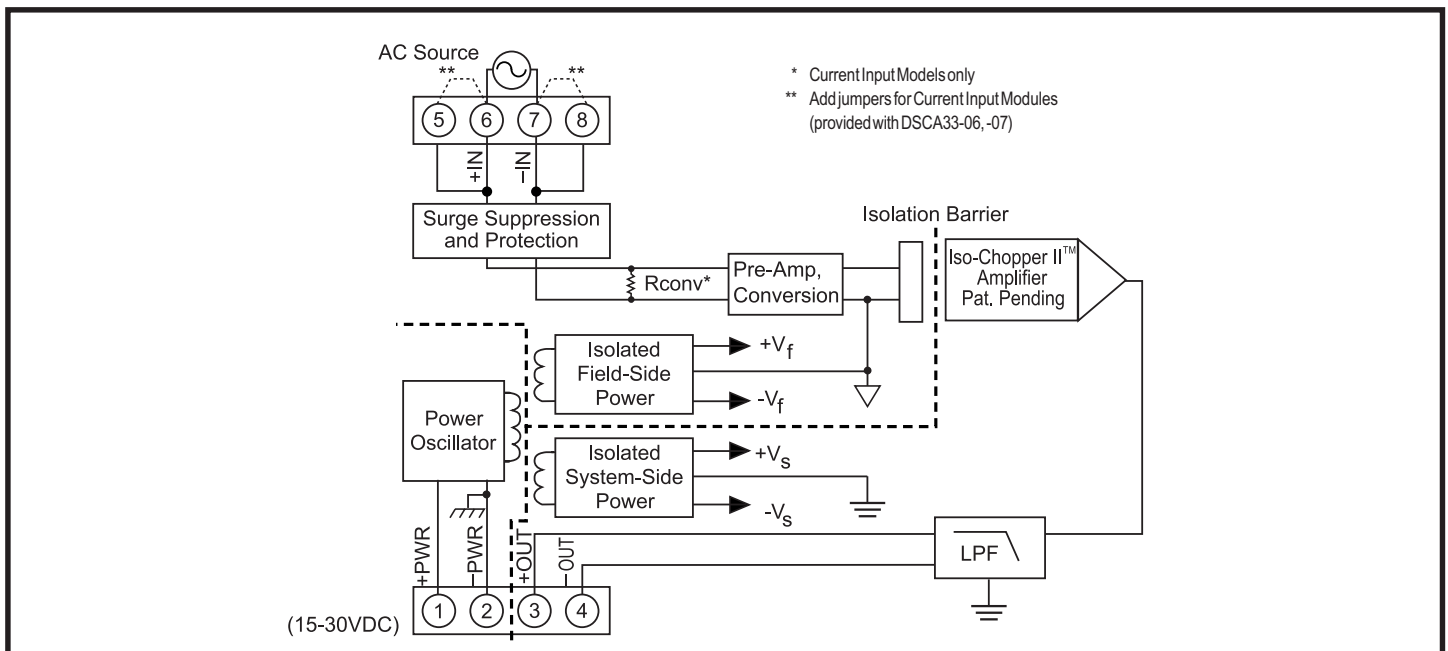 AC Source
** **
* Current Input Models only
** Add jumpers for Current Input Modules
(provided with DSCA33-06, -07)
5 6 7 8
+IN
–IN
Surge Suppression
and Protection
Isolation Barrier
Rconv*
Pre-Amp,
Conversion
Iso-Chopper II™
Amplifier
Pat. Pending
Isolated
Field-Side
Power
+Vf
-Vf
Power
Oscillator
Isolated
System-Side
Power
+Vs
-Vs
LPF
+PWR
–PWR
+OUT
–OUT
(15-30VDC)
1 2 3 4